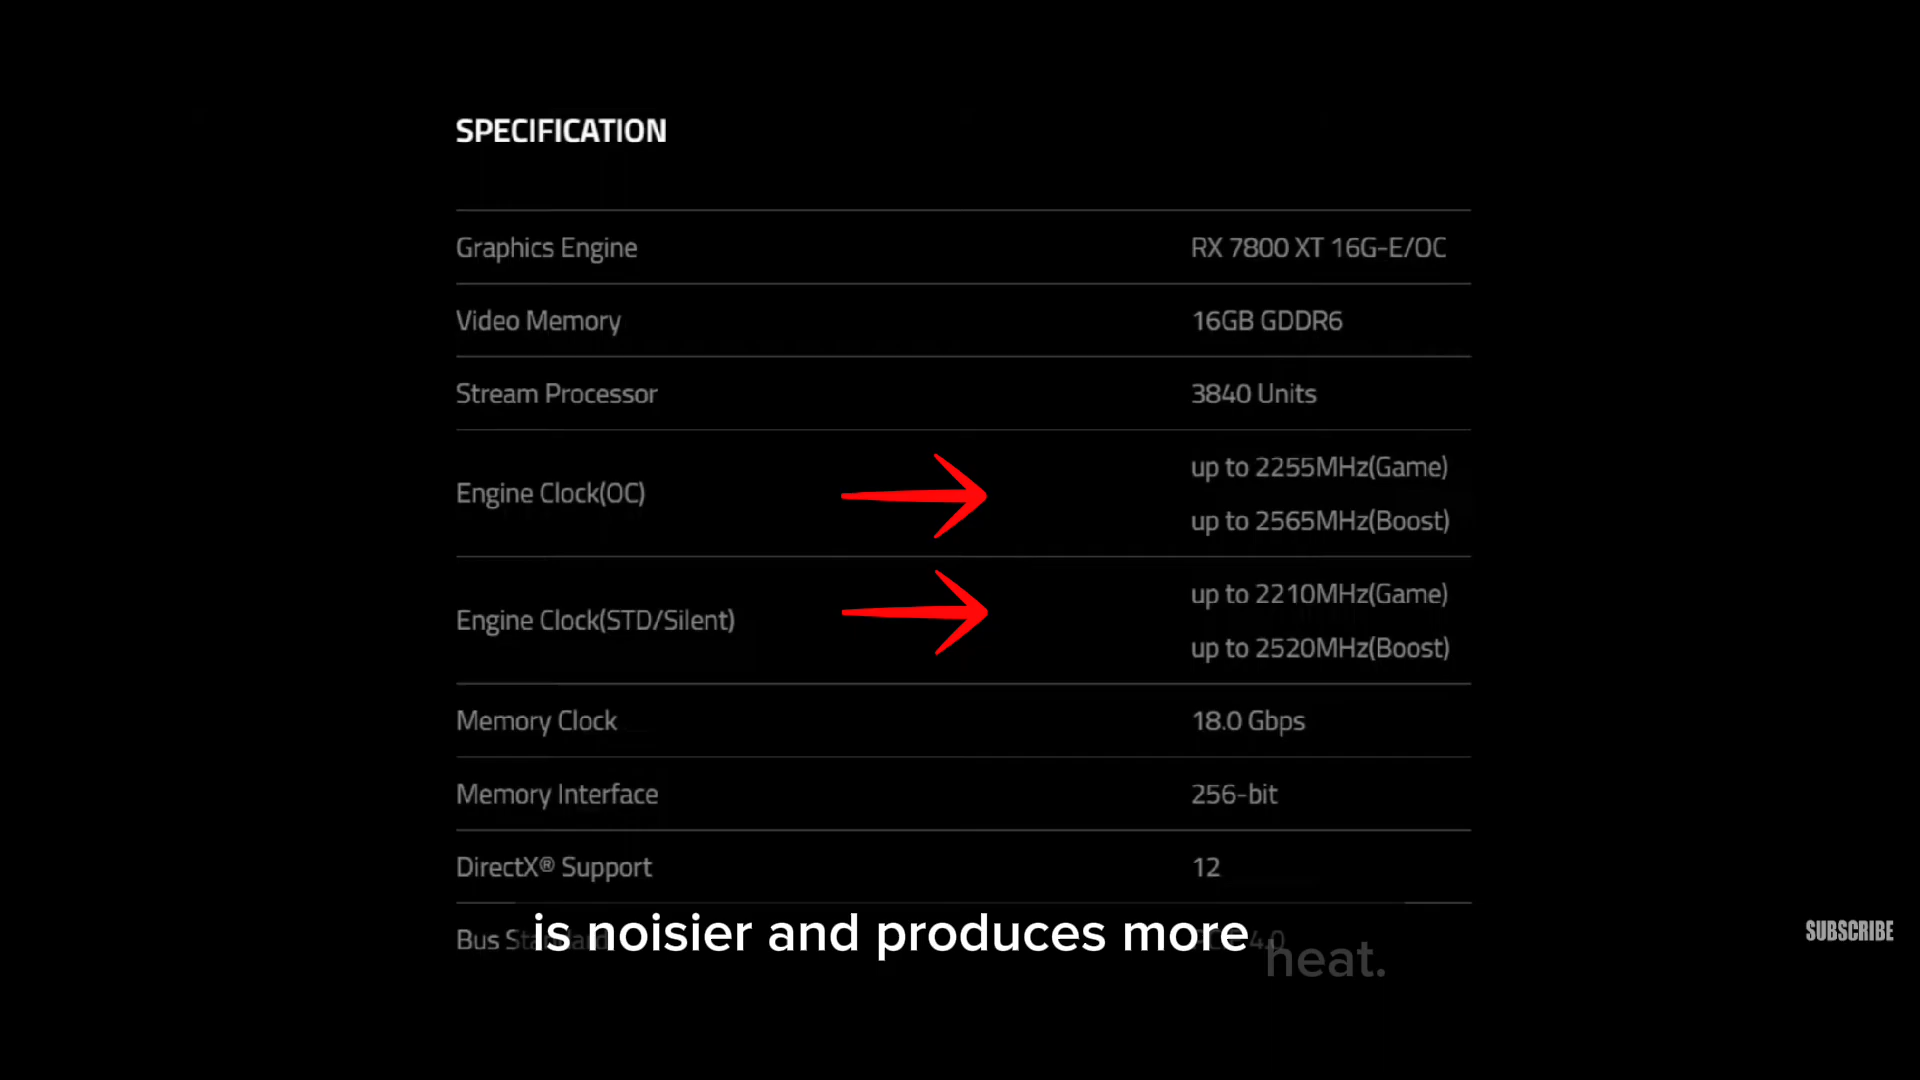 SPECIFICATION
Graphics Engine RX 7800 XT 16G-E/OC
Video Memory 16GB GDDR6
Stream Processor 3840 Units
Engine Clock(OC) up to 2255MHz(Game)
up to 2565MHz(Boost)
Engine Clock(STD/Silent) up to 2210MHz(Game)
up to 2520MHz(Boost)
Memory Clock 18.0 Gbps
Memory Interface 256-bit
DirectX® Support 12
Bus 4.0
is noisier and produces more heat.
SUBSCRIBE